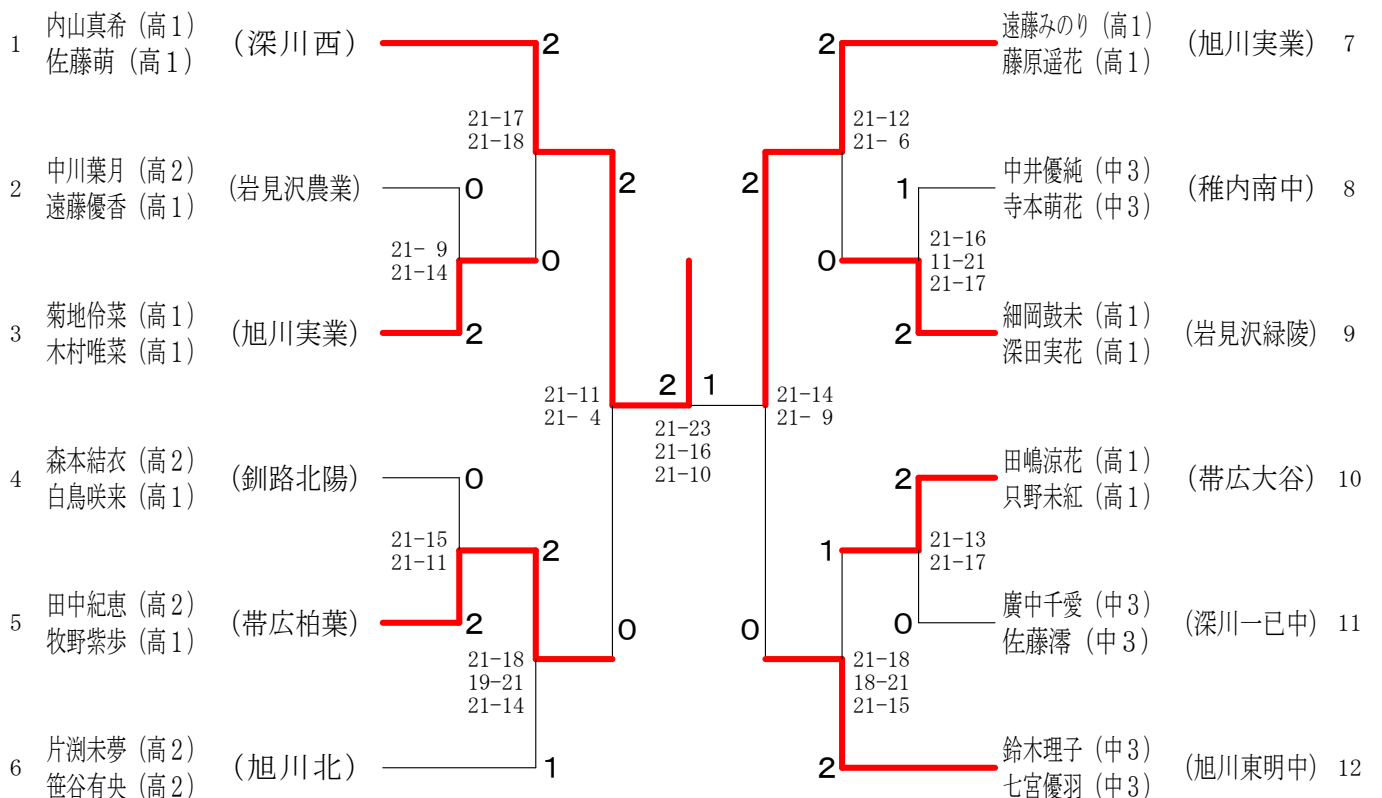 1 内山真希（高1） 佐藤萌（高1） （深川西） 2
21-17
21-18
2 中川葉月（高2） 遠藤優香（高1） （岩見沢農業） 0
21- 9
21-14
0
3 菊地伶菜（高1） 木村唯菜（高1） （旭川実業） 2
2
21-11
21- 4
4 森本結衣（高2） 白鳥咲来（高1） （釧路北陽） 0
21-15
21-11
2
5 田中紀恵（高2） 牧野紫歩（高1） （帯広柏葉） 2
0
21-18
19-21
21-14
6 片渕未夢（高2） 笹谷有央（高2） （旭川北） 1
2 1
21-23
21-16
21-10
2 遠藤みのり（高1） 藤原遥花（高1） （旭川実業） 7
21-12
21- 6
2
1 中井優純（中3） 寺本萌花（中3） （稚内南中） 8
21-16
11-21
21-17
0
2 細岡鼓未（高1） 深田実花（高1） （岩見沢緑陵） 9
21-14
21- 9
2 田嶋涼花（高1） 只野未紅（高1） （帯広大谷） 10
21-13
21-17
1
0 廣中千愛（中3） 佐藤澪（中3） （深川一已中） 11
0
21-18
18-21
21-15
2 鈴木理子（中3） 七宮優羽（中3） （旭川東明中） 12